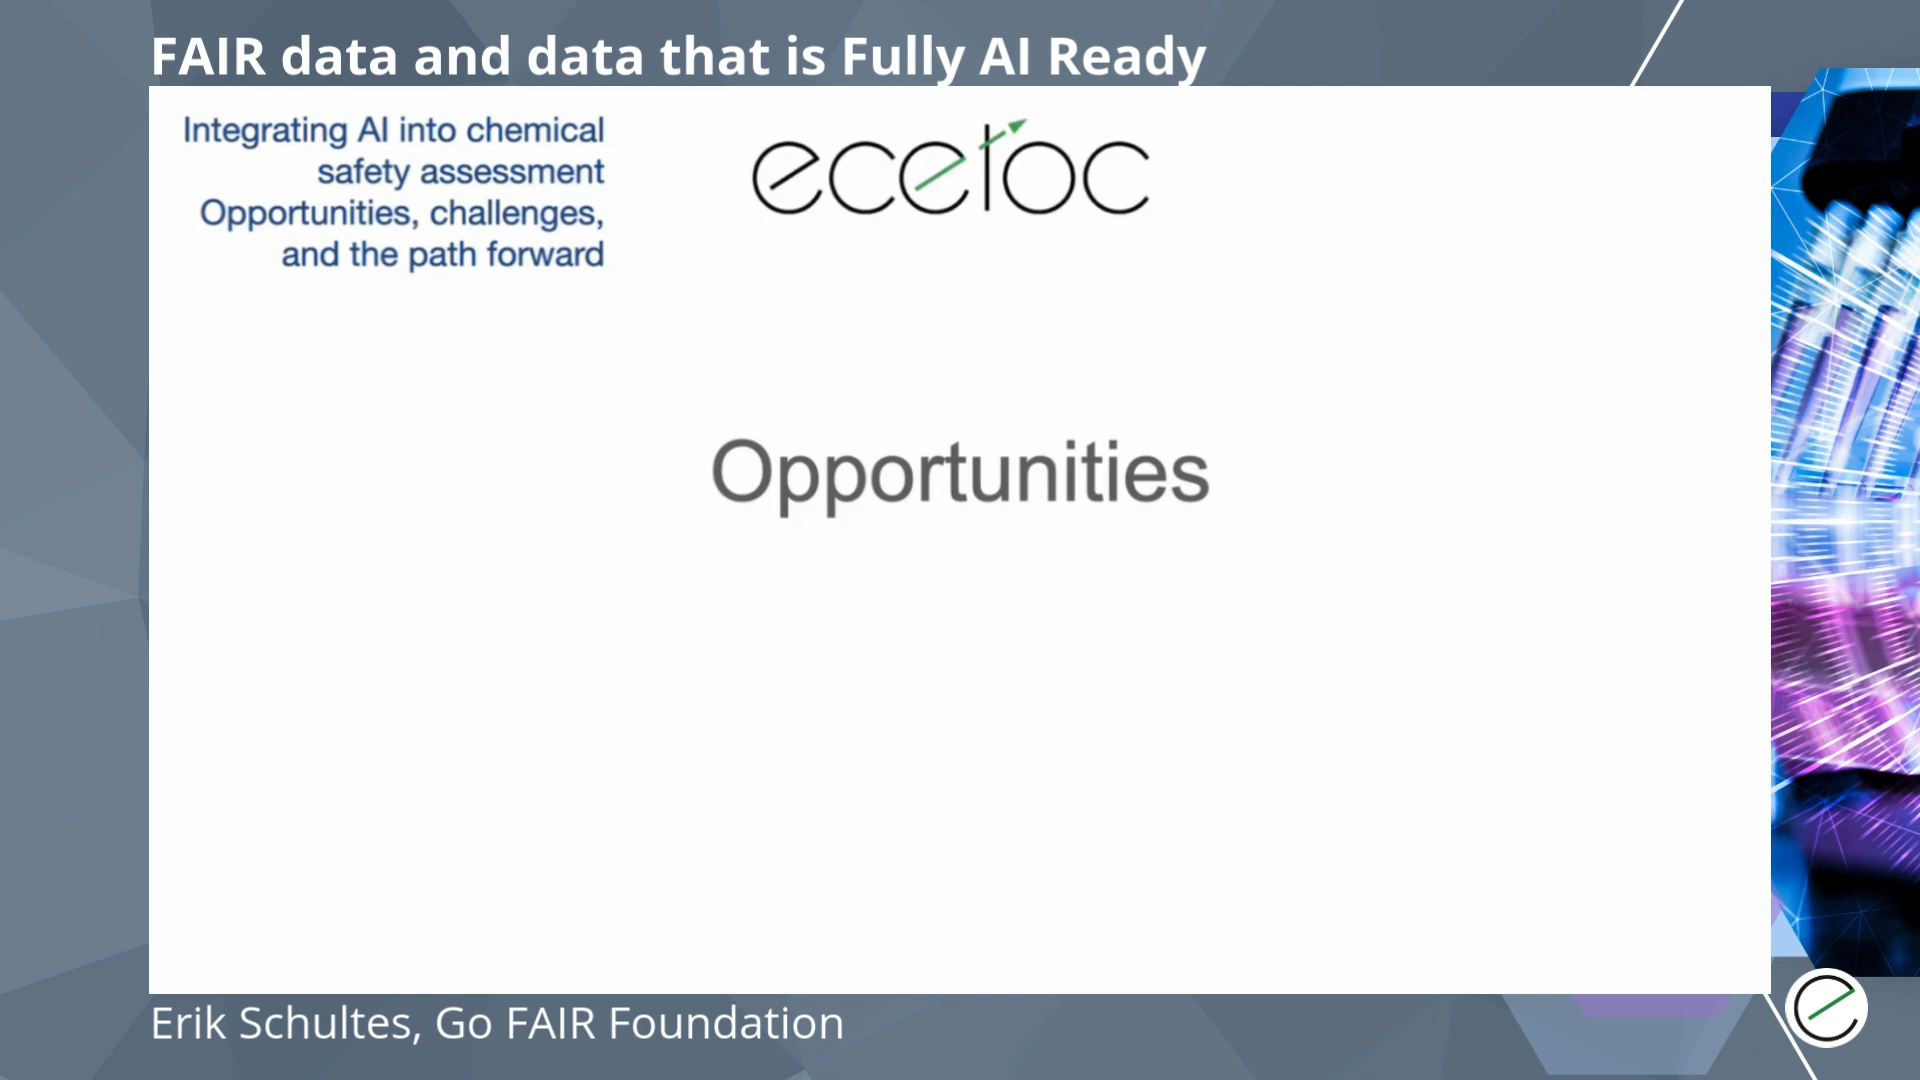 FAIR data and data that is Fully AI Ready
Integrating AI into chemical
safety assessment
Opportunities, challenges,
and the path forward
ecetoc
Opportunities
Erik Schultes, Go FAIR Foundation